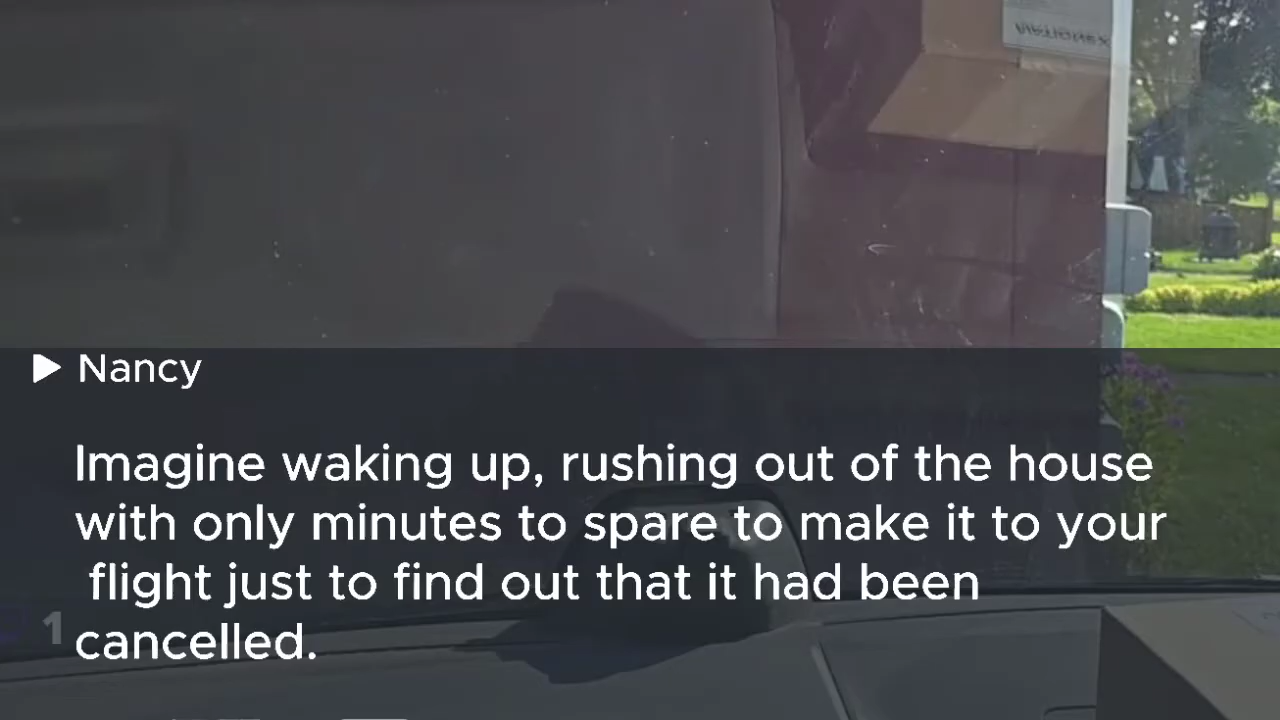 Nancy
Imagine waking up, rushing out of the house
with only minutes to spare to make it to your
flight just to find out that it had been
1
cancelled.